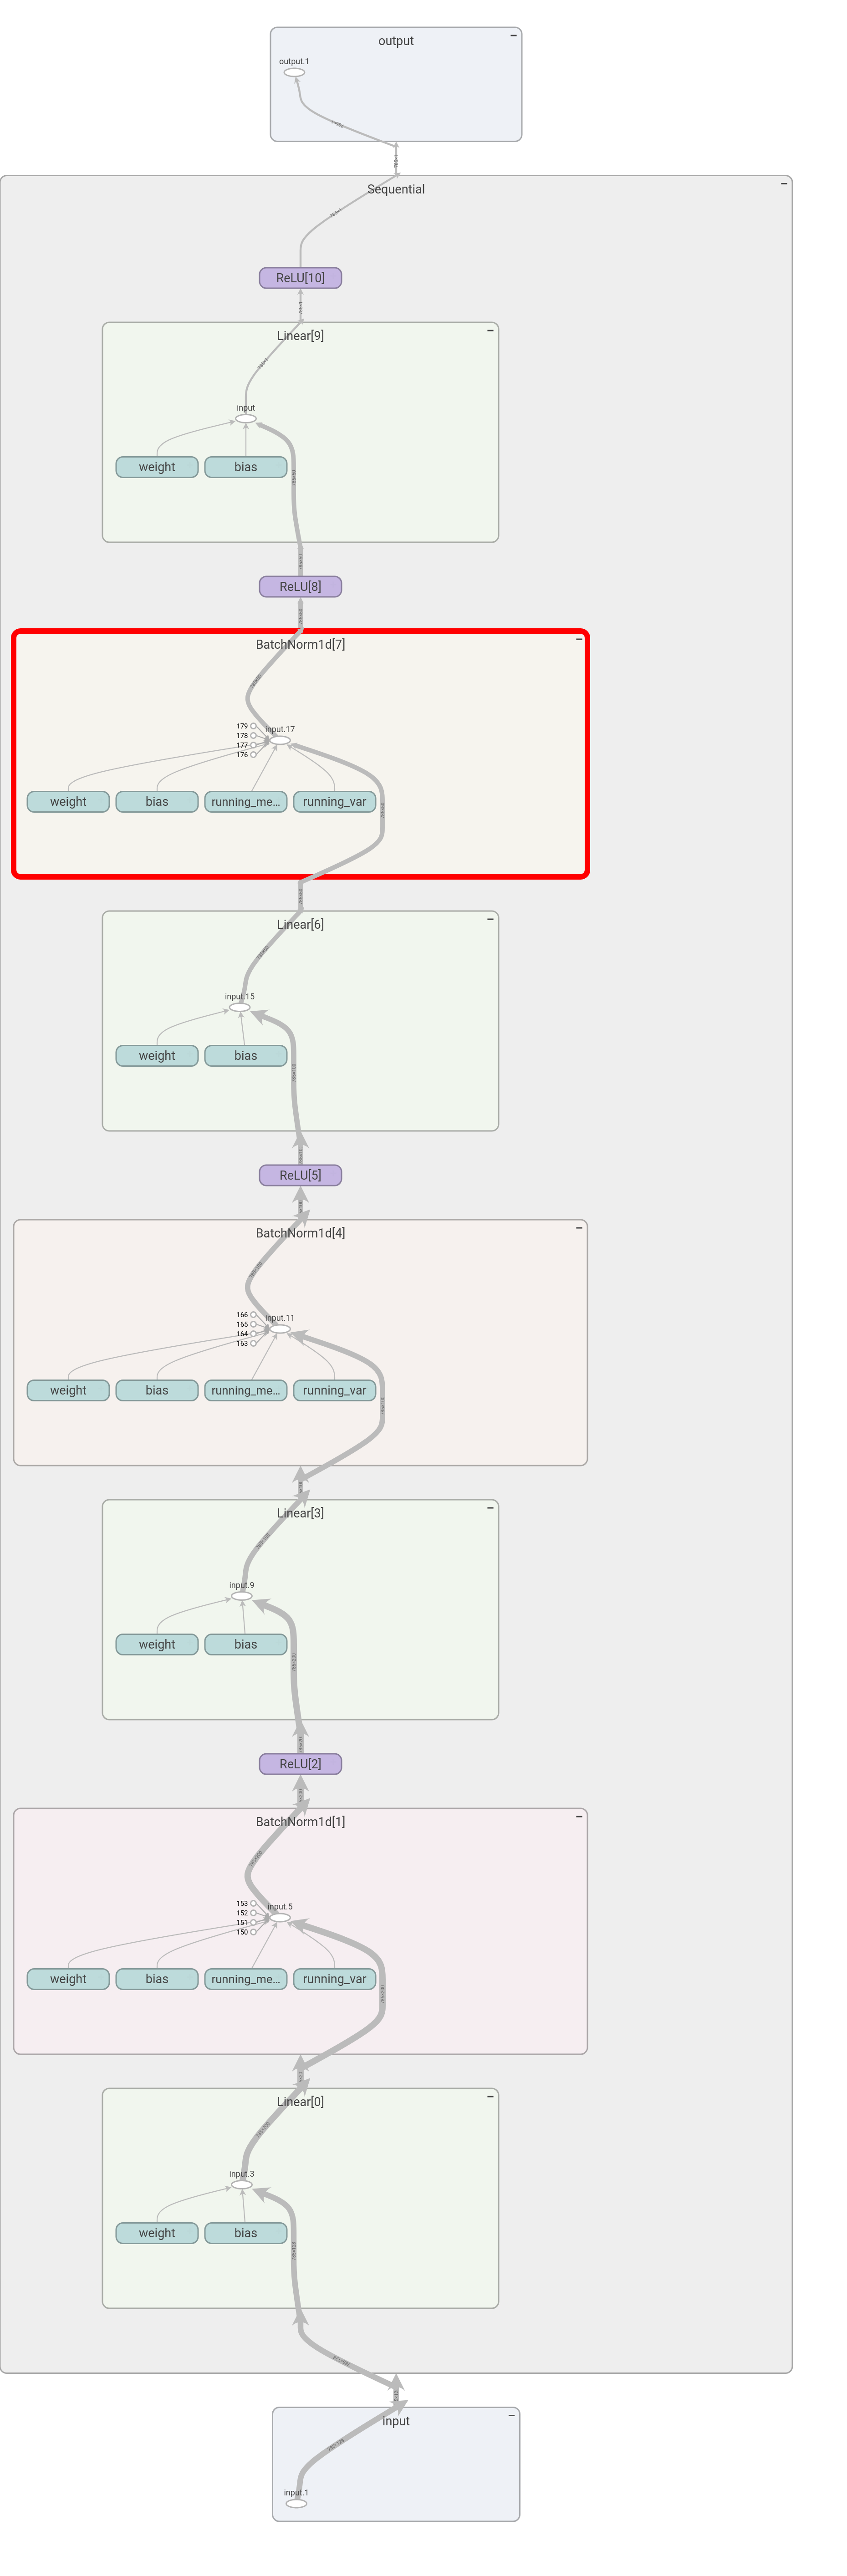 output
output.1
Sequential
ReLU[10]
Linear[9]
input
weight
bias
ReLU[8]
BatchNorm1d[7]
179
input.17
178
177
176
weight
bias
running_me...
running_var
Linear[6]
input.15
weight
bias
ReLU[5]
BatchNorm1d[4]
166
input.11
165
164
163
weight
bias
running_me...
running_var
Linear[3]
input.9
weight
bias
ReLU[2]
BatchNorm1d[1]
153
input.5
152
151
150
weight
bias
running_me...
running_var
Linear[0]
input.3
weight
bias
input
input.1